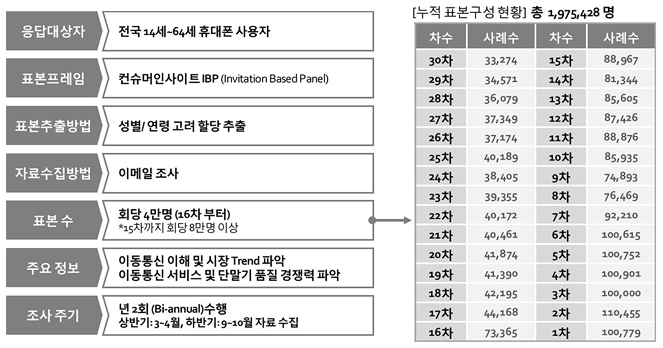 응답대상자
전국 14세~64세 휴대폰 사용자
표본프레임
컨슈머인사이트 IBP (Invitation Based Panel)
표본추출방법
성별/ 연령 고려 할당 추출
자료수집방법
이메일 조사
표본 수
회당 4만명 (16차 부터)
*15차까지 회당 8만명 이상
주요 정보
이동통신 이해 및 시장 Trend 파악
이동통신 서비스 및 단말기 품질 경쟁력 파악
조사 주기
년 2회 (Bi-annual)수행
상반기: 3~4월, 하반기: 9~10월 자료 수집
[누적 표본구성 현황] 총 1,975,428 명
차수 사례수 차수 사례수
30차 33,274 15차 88,967
29차 34,571 14차 81,344
28차 36,079 13차 85,605
27차 37,349 12차 87,426
26차 37,174 11차 88,876
25차 40,189 10차 85,935
24차 38,405 9차 74,893
23차 39,355 8차 76,469
22차 40,172 7차 92,210
21차 40,461 6차 100,615
20차 41,874 5차 100,752
19차 41,390 4차 100,901
18차 42,195 3차 100,000
17차 44,168 2차 110,455
16차 73,365 1차 100,779